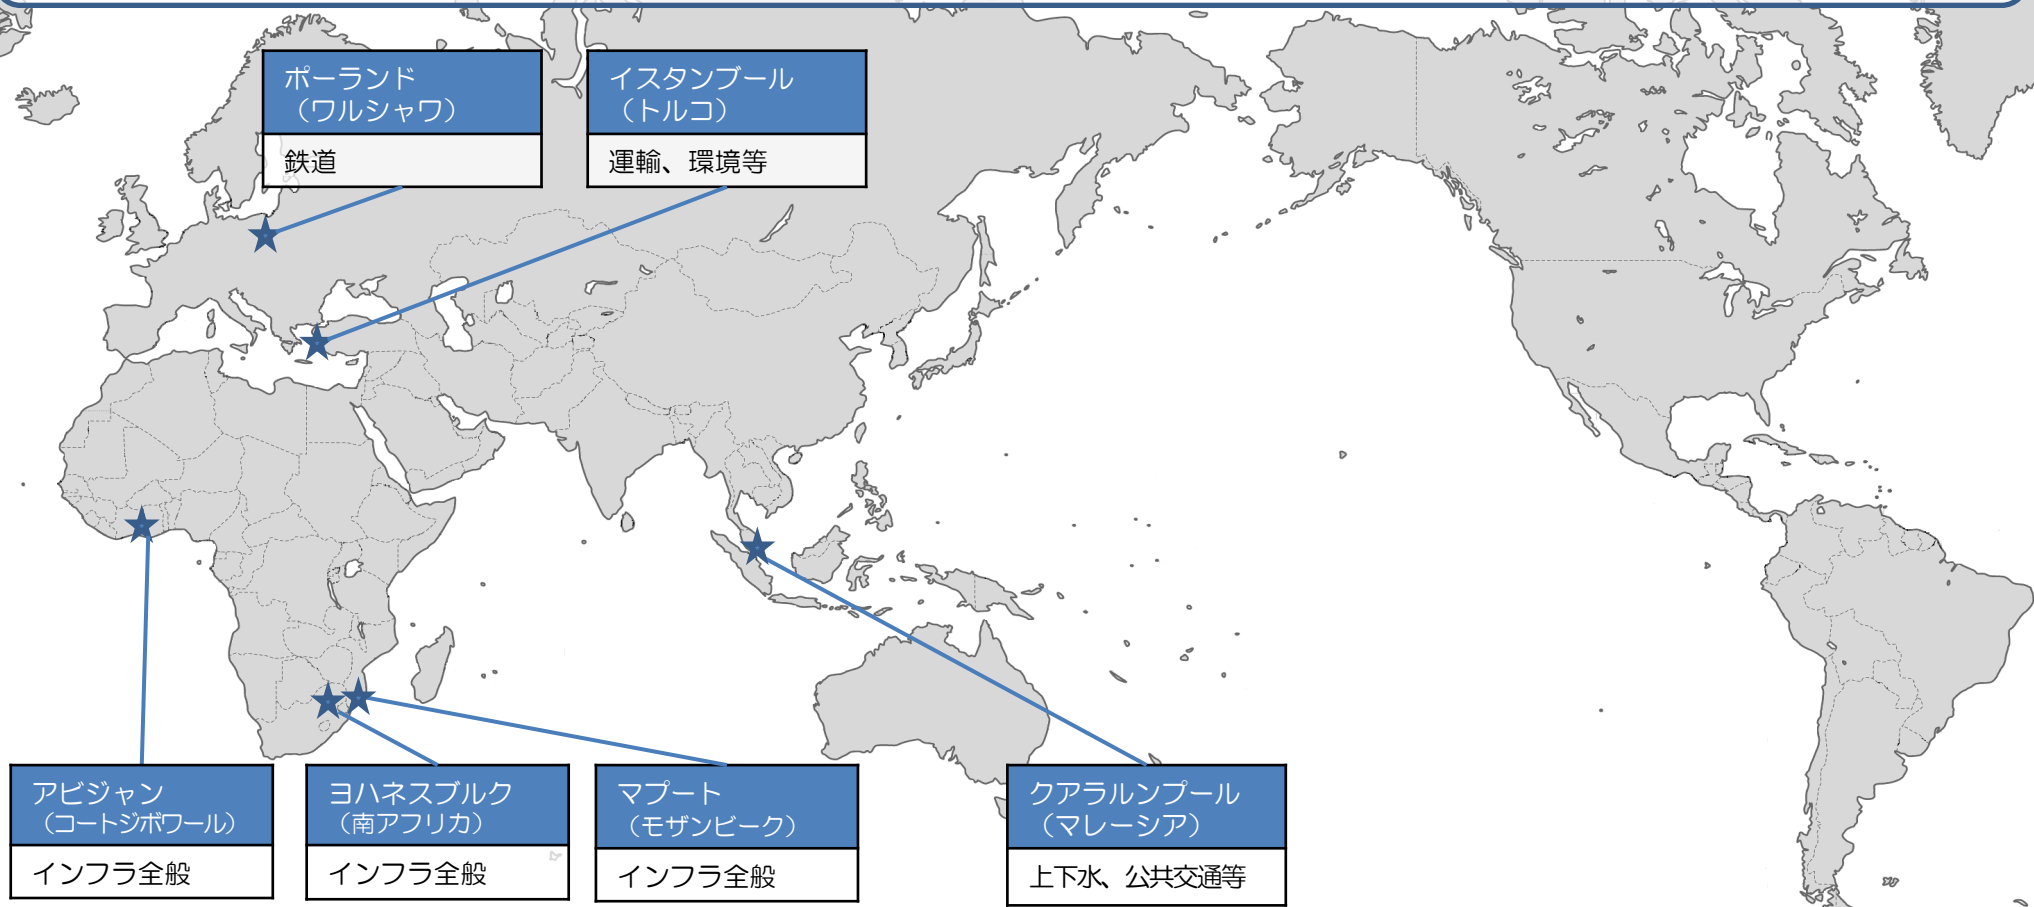 ポーランド
（ワルシャワ）
鉄道
イスタンブール
（トルコ）
運輸、環境等
アビジャン
（コートジボワール）
インフラ全般
ヨハネスブルク
（南アフリカ）
インフラ全般
マプート
（モザンビーク）
インフラ全般
クアラルンプール
（マレーシア）
上下水、公共交通等